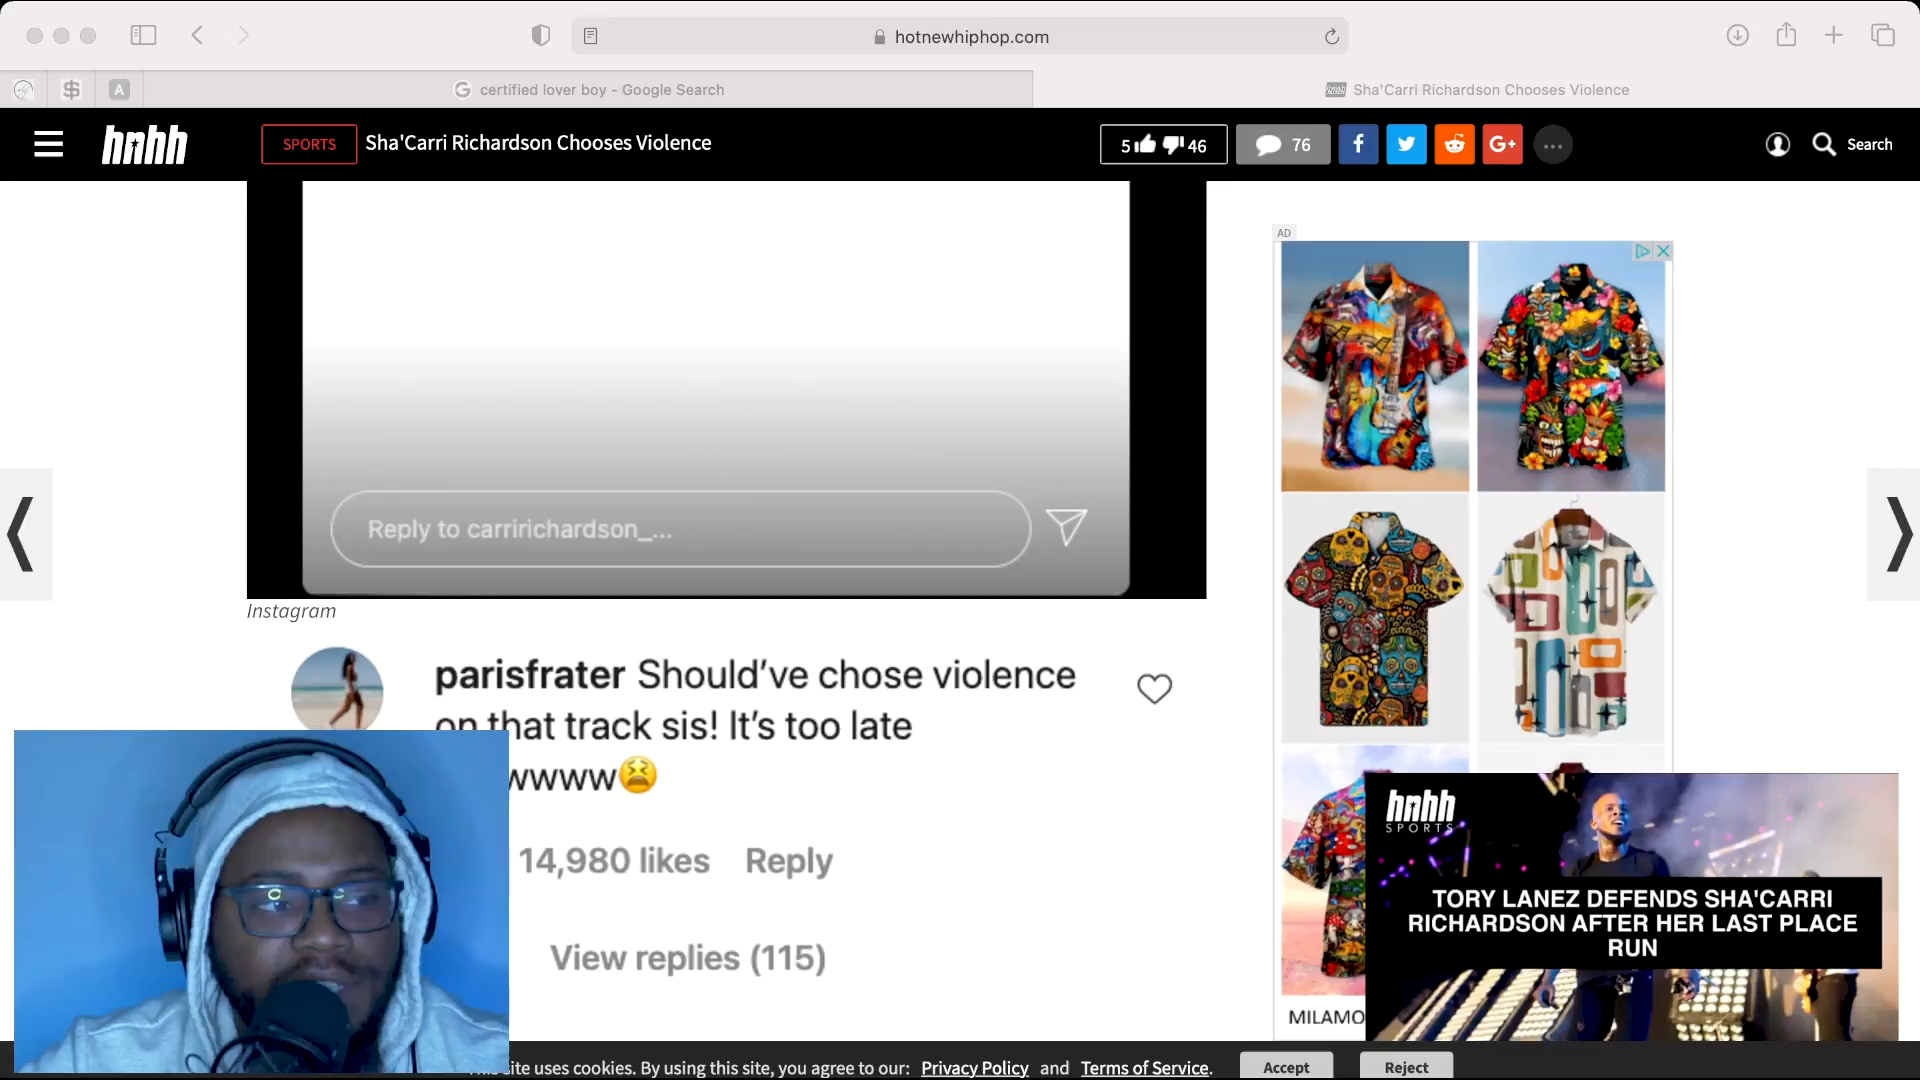 hotnewhiphop.com
A
certified lover boy - Google Search
Sha'Carri Richardson Chooses Violence
hnhh
SPORTS
Sha'Carri Richardson Chooses Violence
5
46
76
G+
Search
AD
Reply to carririchardson_...
Instagram
parisfrater Should've chose violence
on that track sis! It's too late
wwww😫
14,980 likes Reply
View replies (115)
hnhh
SPORTS
TORY LANEZ DEFENDS SHA'CARRI
RICHARDSON AFTER HER LAST PLACE
RUN
MILAMO
site uses cookies. By using this site, you agree to our: Privacy Policy and Terms of Service.
Accept
Reject